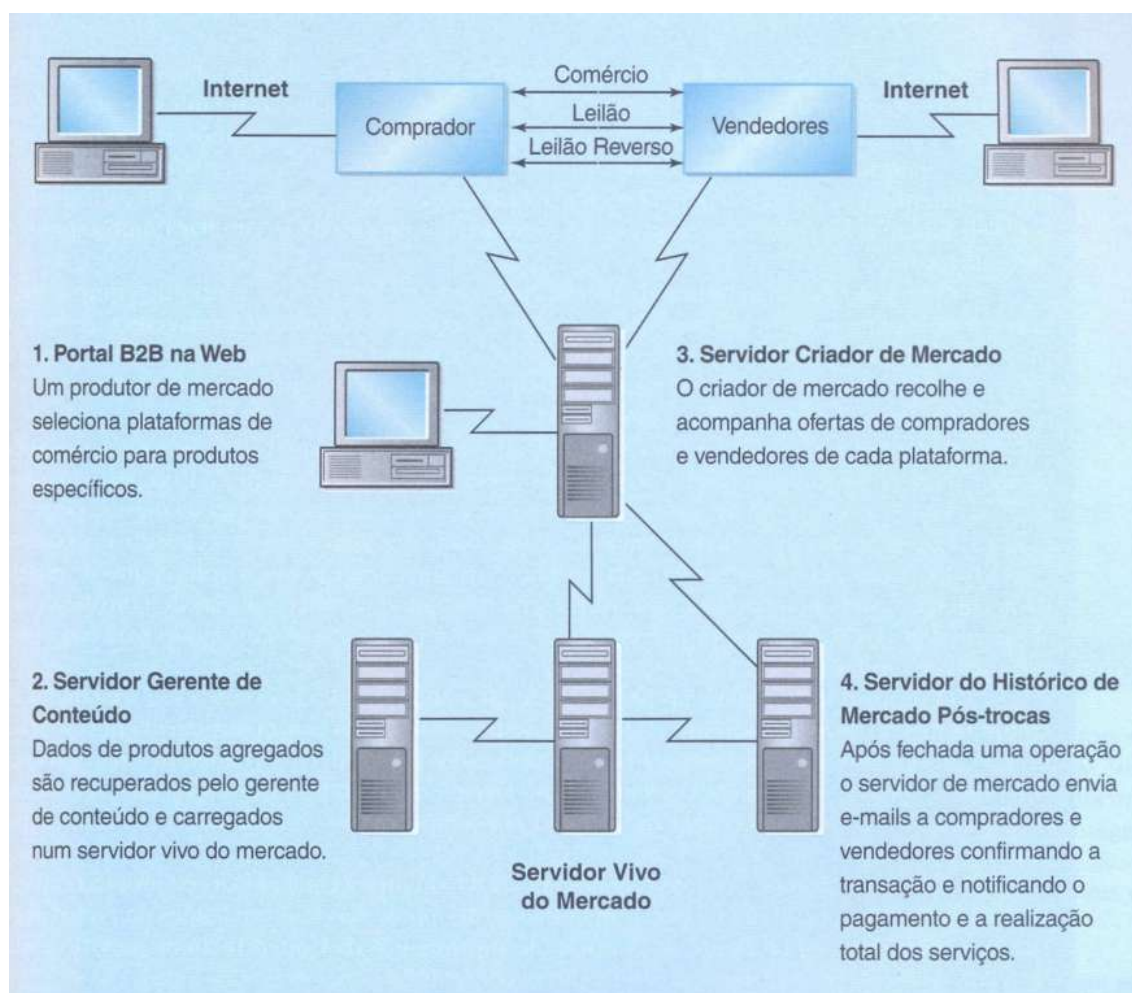 Internet
Comprador
Comércio
Leilão
Leilão Reverso
Vendedores
Internet
1. Portal B2B na Web
Um produtor de mercado
seleciona plataformas de
comércio para produtos
específicos.
3. Servidor Criador de Mercado
O criador de mercado recolhe e
acompanha ofertas de compradores
e vendedores de cada plataforma.
2. Servidor Gerente de
Conteúdo
Dados de produtos agregados
são recuperados pelo gerente
de conteúdo e carregados
num servidor vivo do mercado.
Servidor Vivo
do Mercado
4. Servidor do Histórico de
Mercado Pós-trocas
Após fechada uma operação
o servidor de mercado envia
e-mails a compradores e
vendedores confirmando a
transação e notificando o
pagamento e a realização
total dos serviços.